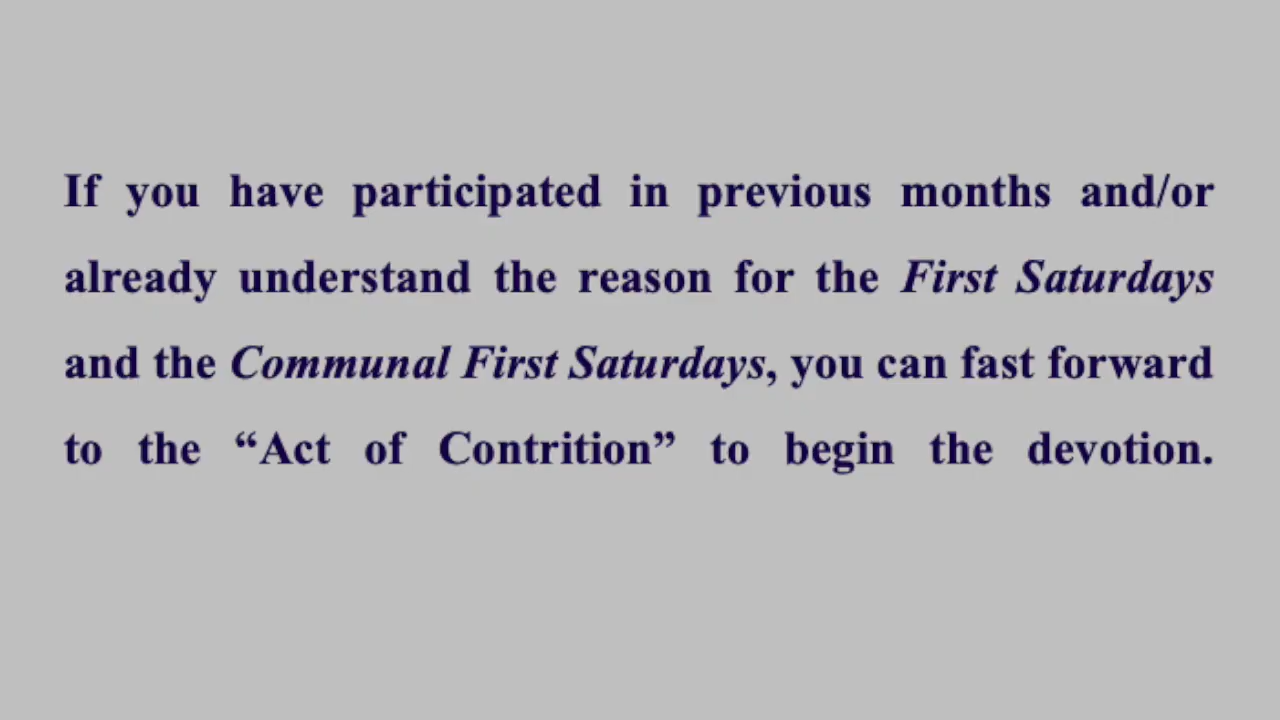 If you have participated in previous months and/or
already understand the reason for the First Saturdays
and the Communal First Saturdays, you can fast forward
to the “Act of Contrition” to begin the devotion.